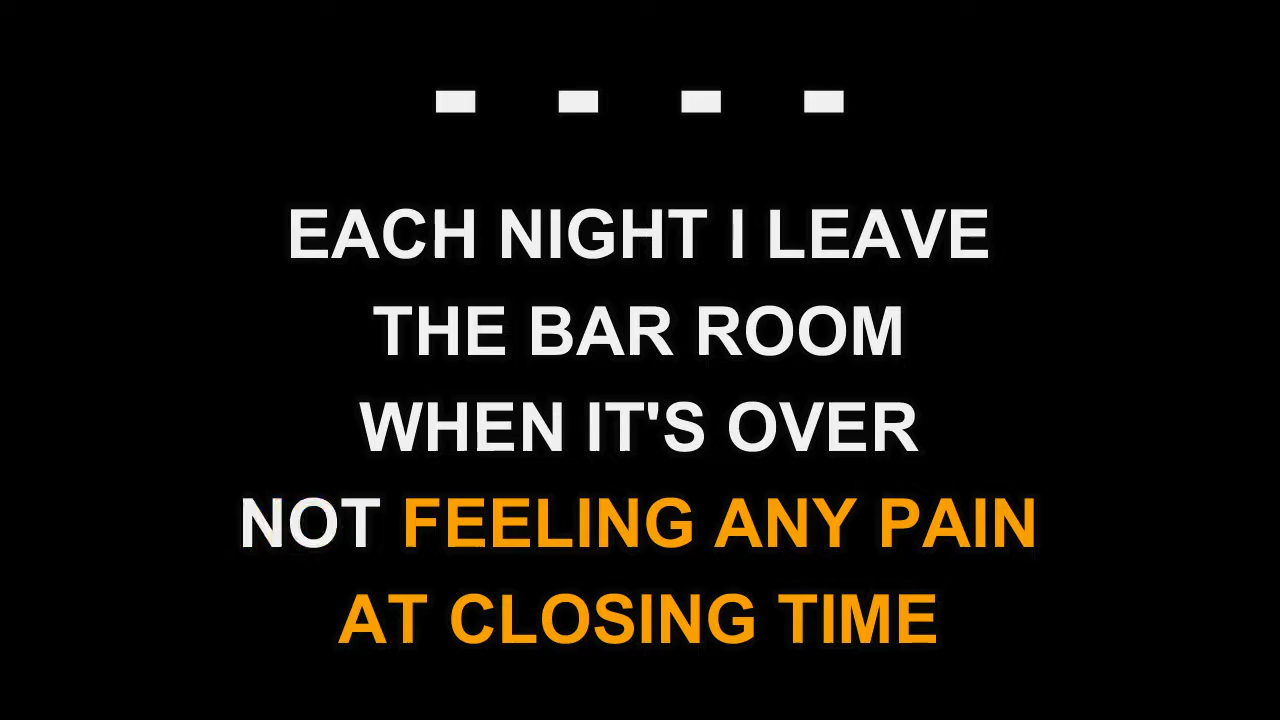 - - - -
EACH NIGHT I LEAVE
THE BAR ROOM
WHEN IT'S OVER
NOT FEELING ANY PAIN
AT CLOSING TIME